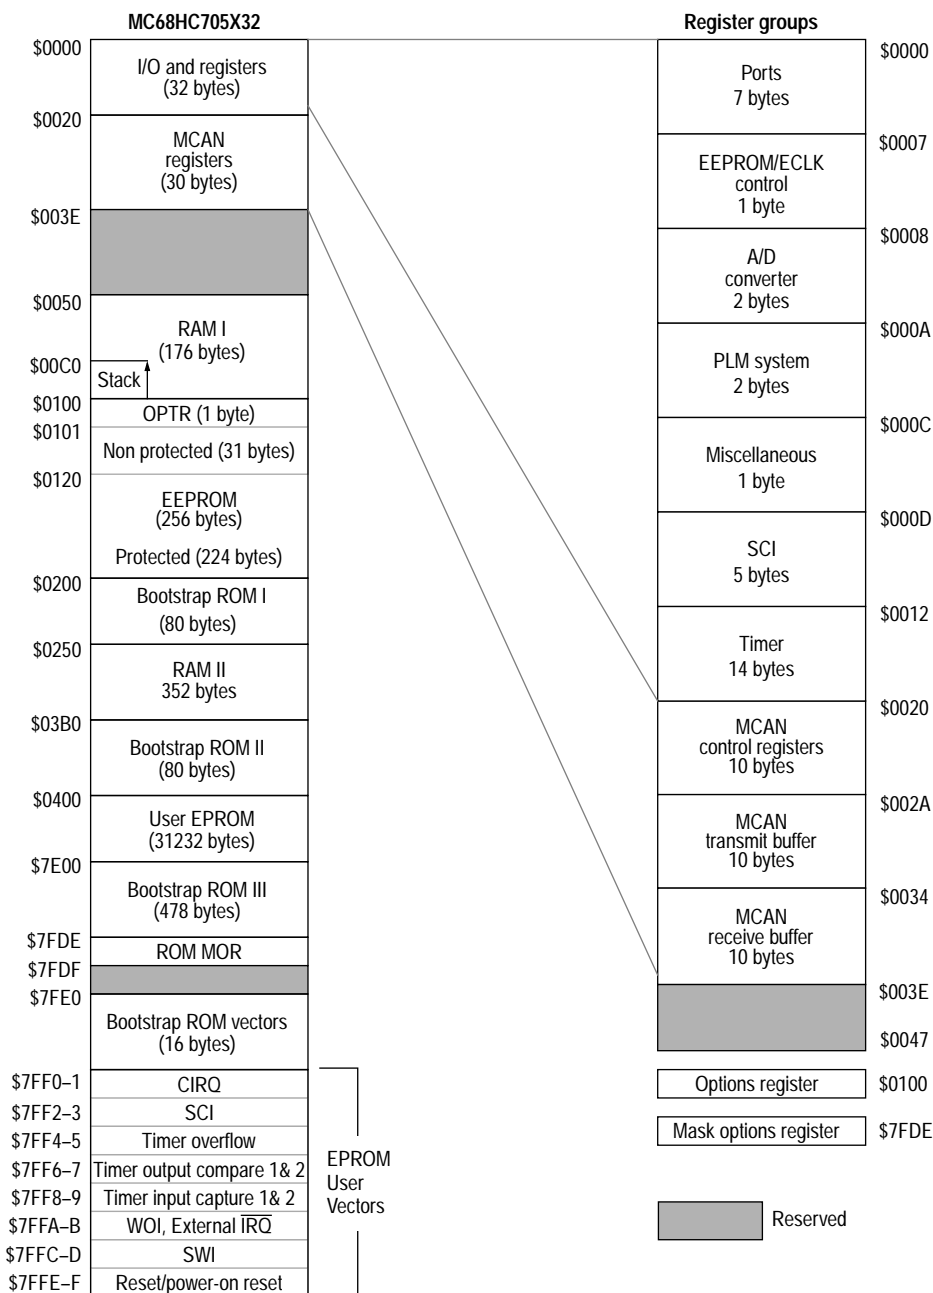 MC68HC705X32
$0000
I/O and registers
(32 bytes)
$0020
MCAN
registers
(30 bytes)
$003E
$0050
RAM I
(176 bytes)
$00C0
Stack
$0100
OPTR (1 byte)
$0101
Non protected (31 bytes)
$0120
EEPROM
(256 bytes)
Protected (224 bytes)
$0200
Bootstrap ROM I
(80 bytes)
$0250
RAM II
352 bytes
$03B0
Bootstrap ROM II
(80 bytes)
$0400
User EPROM
(31232 bytes)
$7E00
Bootstrap ROM III
(478 bytes)
$7FDE
ROM MOR
$7FDF
$7FE0
Bootstrap ROM vectors
(16 bytes)
$7FF0–1 CIRQ
$7FF2–3 SCI
$7FF4–5 Timer overflow
$7FF6–7 Timer output compare 1& 2
$7FF8–9 Timer input capture 1& 2
$7FFA–B WOI, External IRQ
$7FFC–D SWI
$7FFE–F Reset/power-on reset
EPROM
User
Vectors
Register groups
$0000
Ports
7 bytes
$0007
EEPROM/ECLK
control
1 byte
$0008
A/D
converter
2 bytes
$000A
PLM system
2 bytes
$000C
Miscellaneous
1 byte
$000D
SCI
5 bytes
$0012
Timer
14 bytes
$0020
MCAN
control registers
10 bytes
$002A
MCAN
transmit buffer
10 bytes
$0034
MCAN
receive buffer
10 bytes
$003E
$0047
Options register $0100
Mask options register $7FDE
Reserved